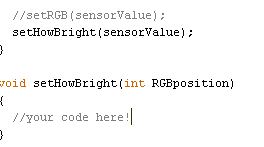 //setRGB(sensorValue);
setHowBright(sensorValue);
}
void setHowBright(int RGBposition)
{
//your code here!
}